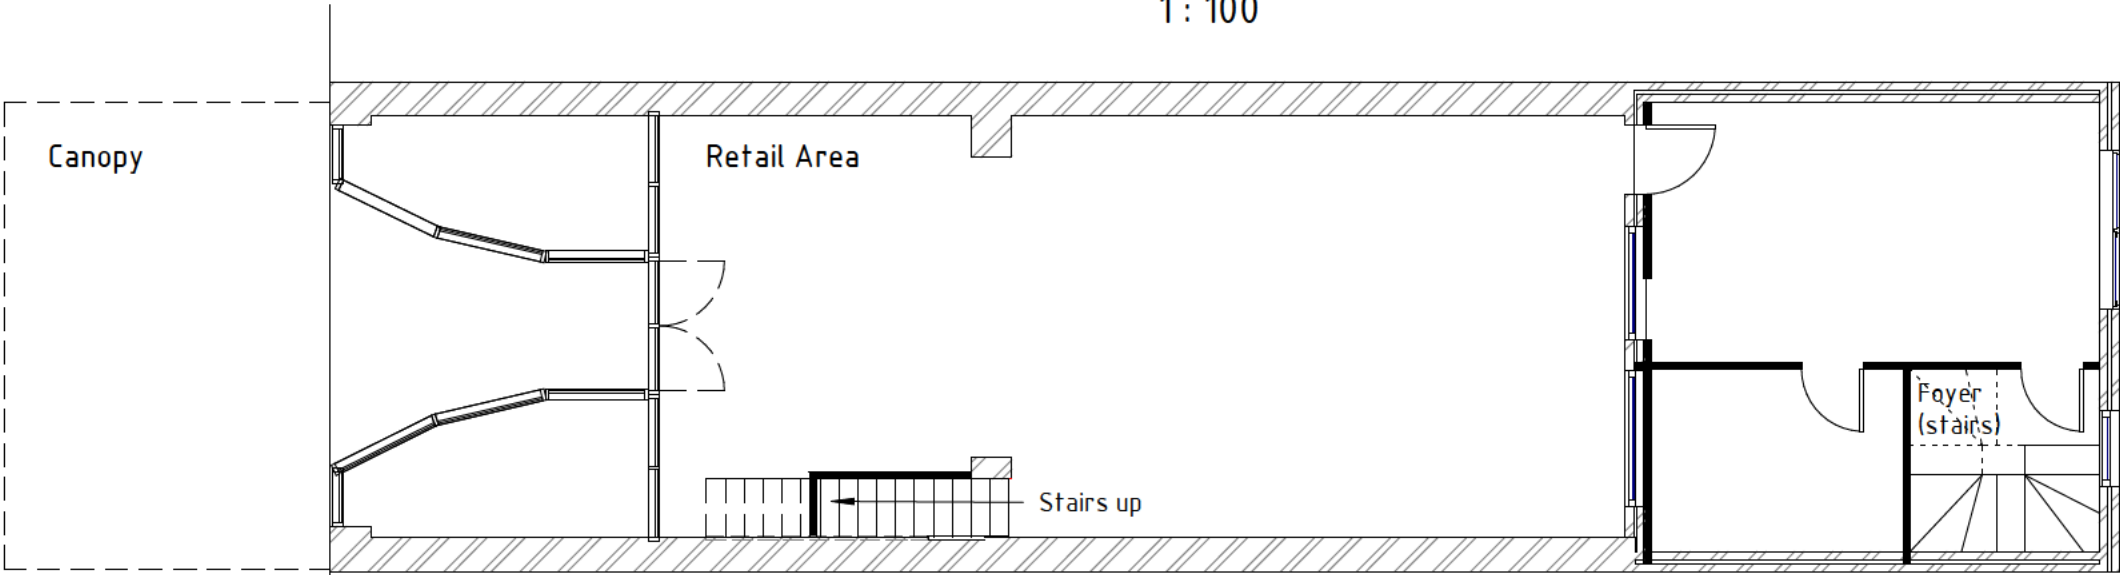 1 : 100
Canopy
Retail Area
Foyer
(stairs)
Stairs up